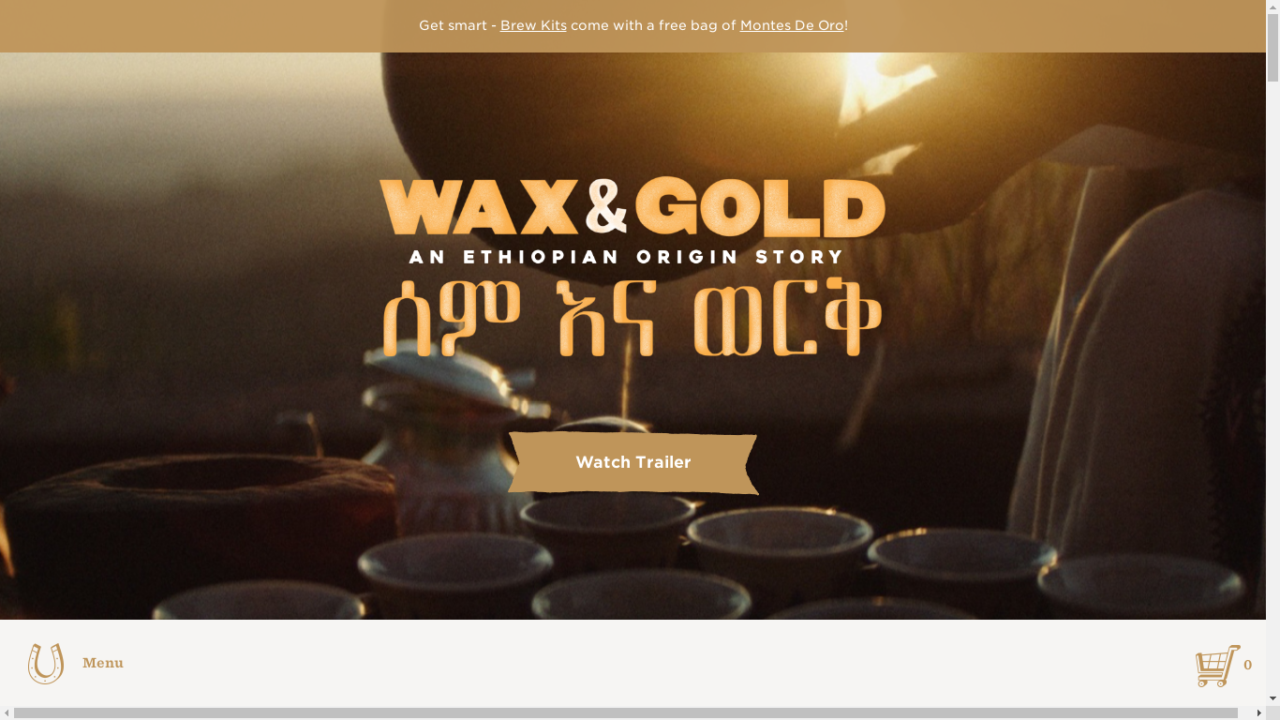 Get smart - Brew Kits come with a free bag of Montes De Oro!
WAX & GOLD
AN ETHIOPIAN ORIGIN STORY
ሰም እና ወርቅ
Watch Trailer
Menu
0